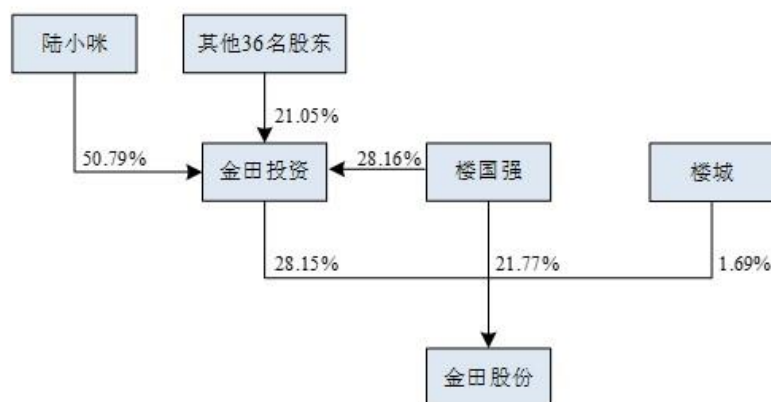 陆小咪
其他36名股东
21.05%
50.79%
金田投资
28.16%
楼国强
楼城
28.15%
21.77%
1.69%
金田股份